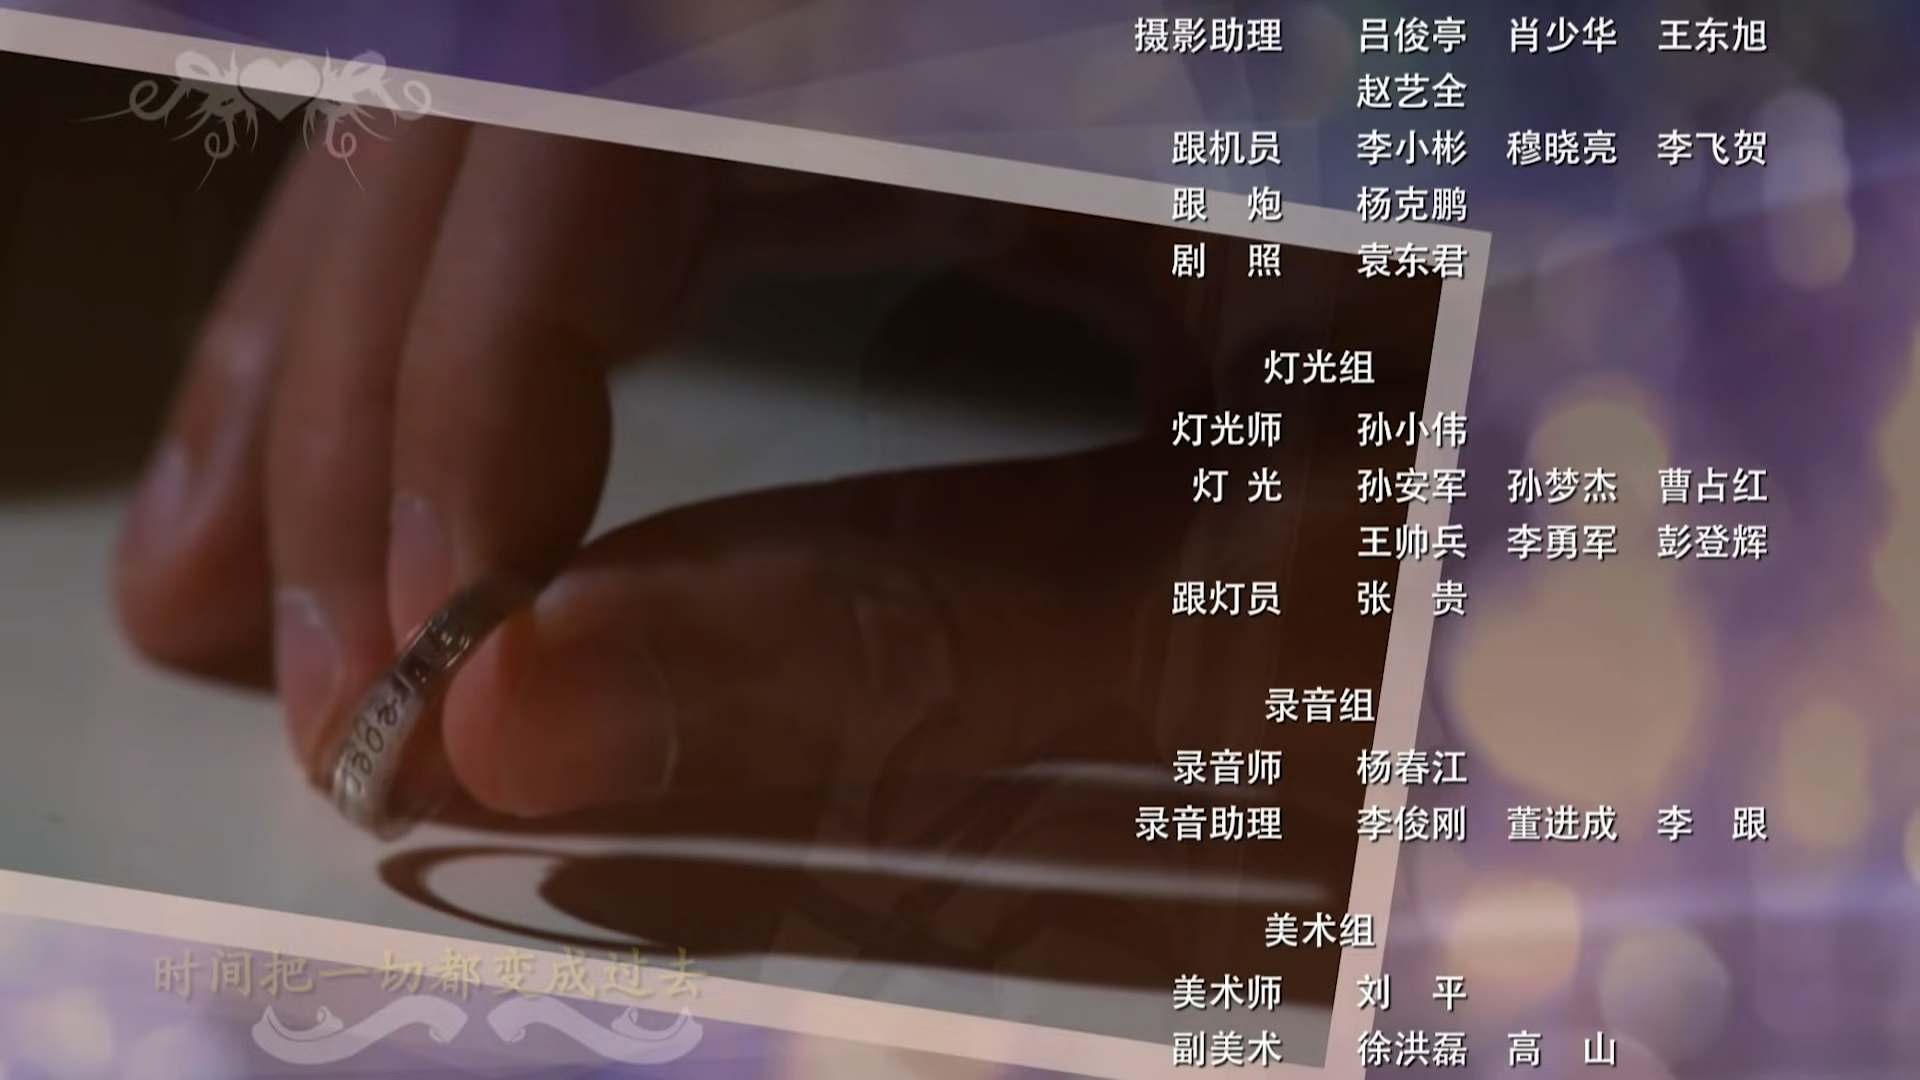 摄影助理 吕俊亭 肖少华 王东旭
赵艺全
跟机员 李小彬 穆晓亮 李飞贺
跟 炮 杨克鹏
剧 照 袁东君
灯光组
灯光师 孙小伟
灯 光 孙安军 孙梦杰 曹占红
王帅兵 李勇军 彭登辉
跟灯员 张 贵
录音组
录音师 杨春江
录音助理 李俊刚 董进成 李 跟
美术组
美术师 刘 平
副美术 徐洪磊 高 山
时间把一切都变成过去